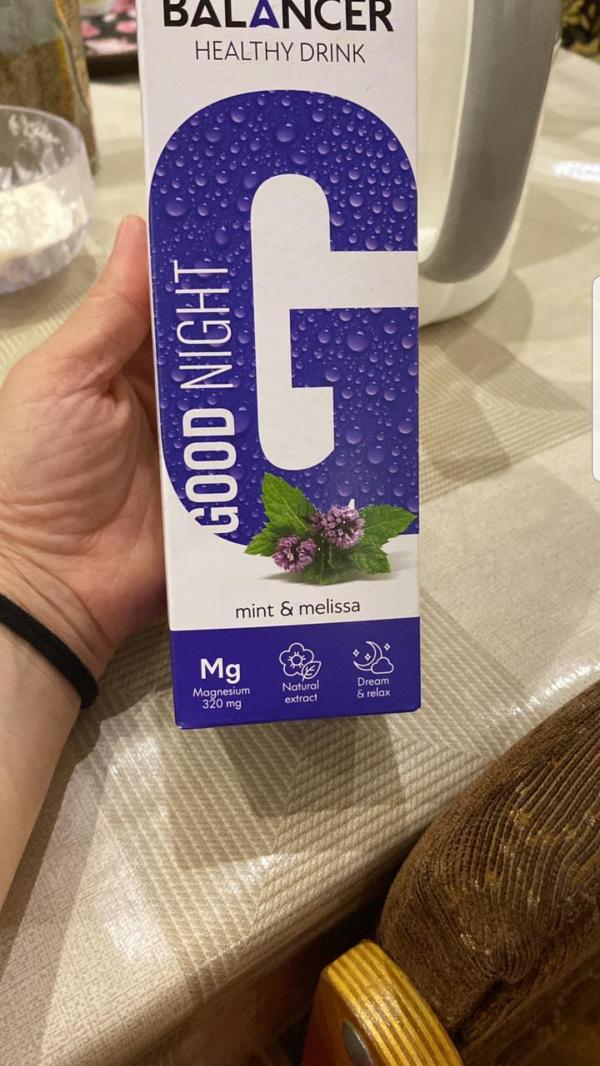 BALANCER
HEALTHY DRINK
GOOD NIGHT
mint & melissa
Mg
Magnesium
320 mg
Natural
extract
Dream
& relax